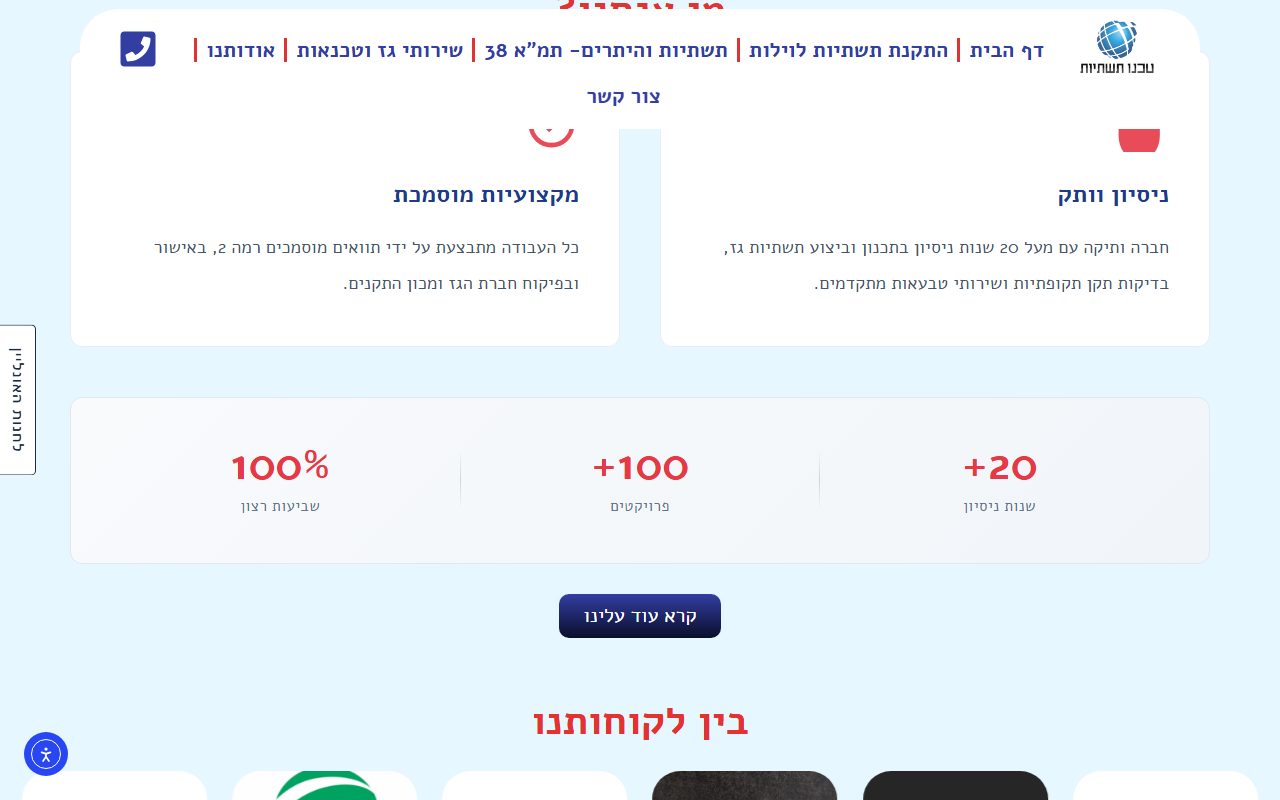 טכנו תשתיות
דף הבית
התקנת תשתיות לוילות
תשתיות והיתרים- תמ"א 38
שירותי גז וטכנאות
אודותנו
צור קשר
ניסיון וותק
חברה ותיקה עם מעל 20 שנות ניסיון בתכנון וביצוע תשתיות גז,
בדיקות תקן תקופתיות ושירותי טבעאות מתקדמים.
מקצועיות מוסמכת
כל העבודה מתבצעת על ידי תוואים מוסמכים רמה 2, באישור
ובפיקוח חברת הגז ומכון התקנים.
לחנות האונליין
20+
שנות ניסיון
100+
פרויקטים
100%
שביעות רצון
קרא עוד עלינו
בין לקוחותנו